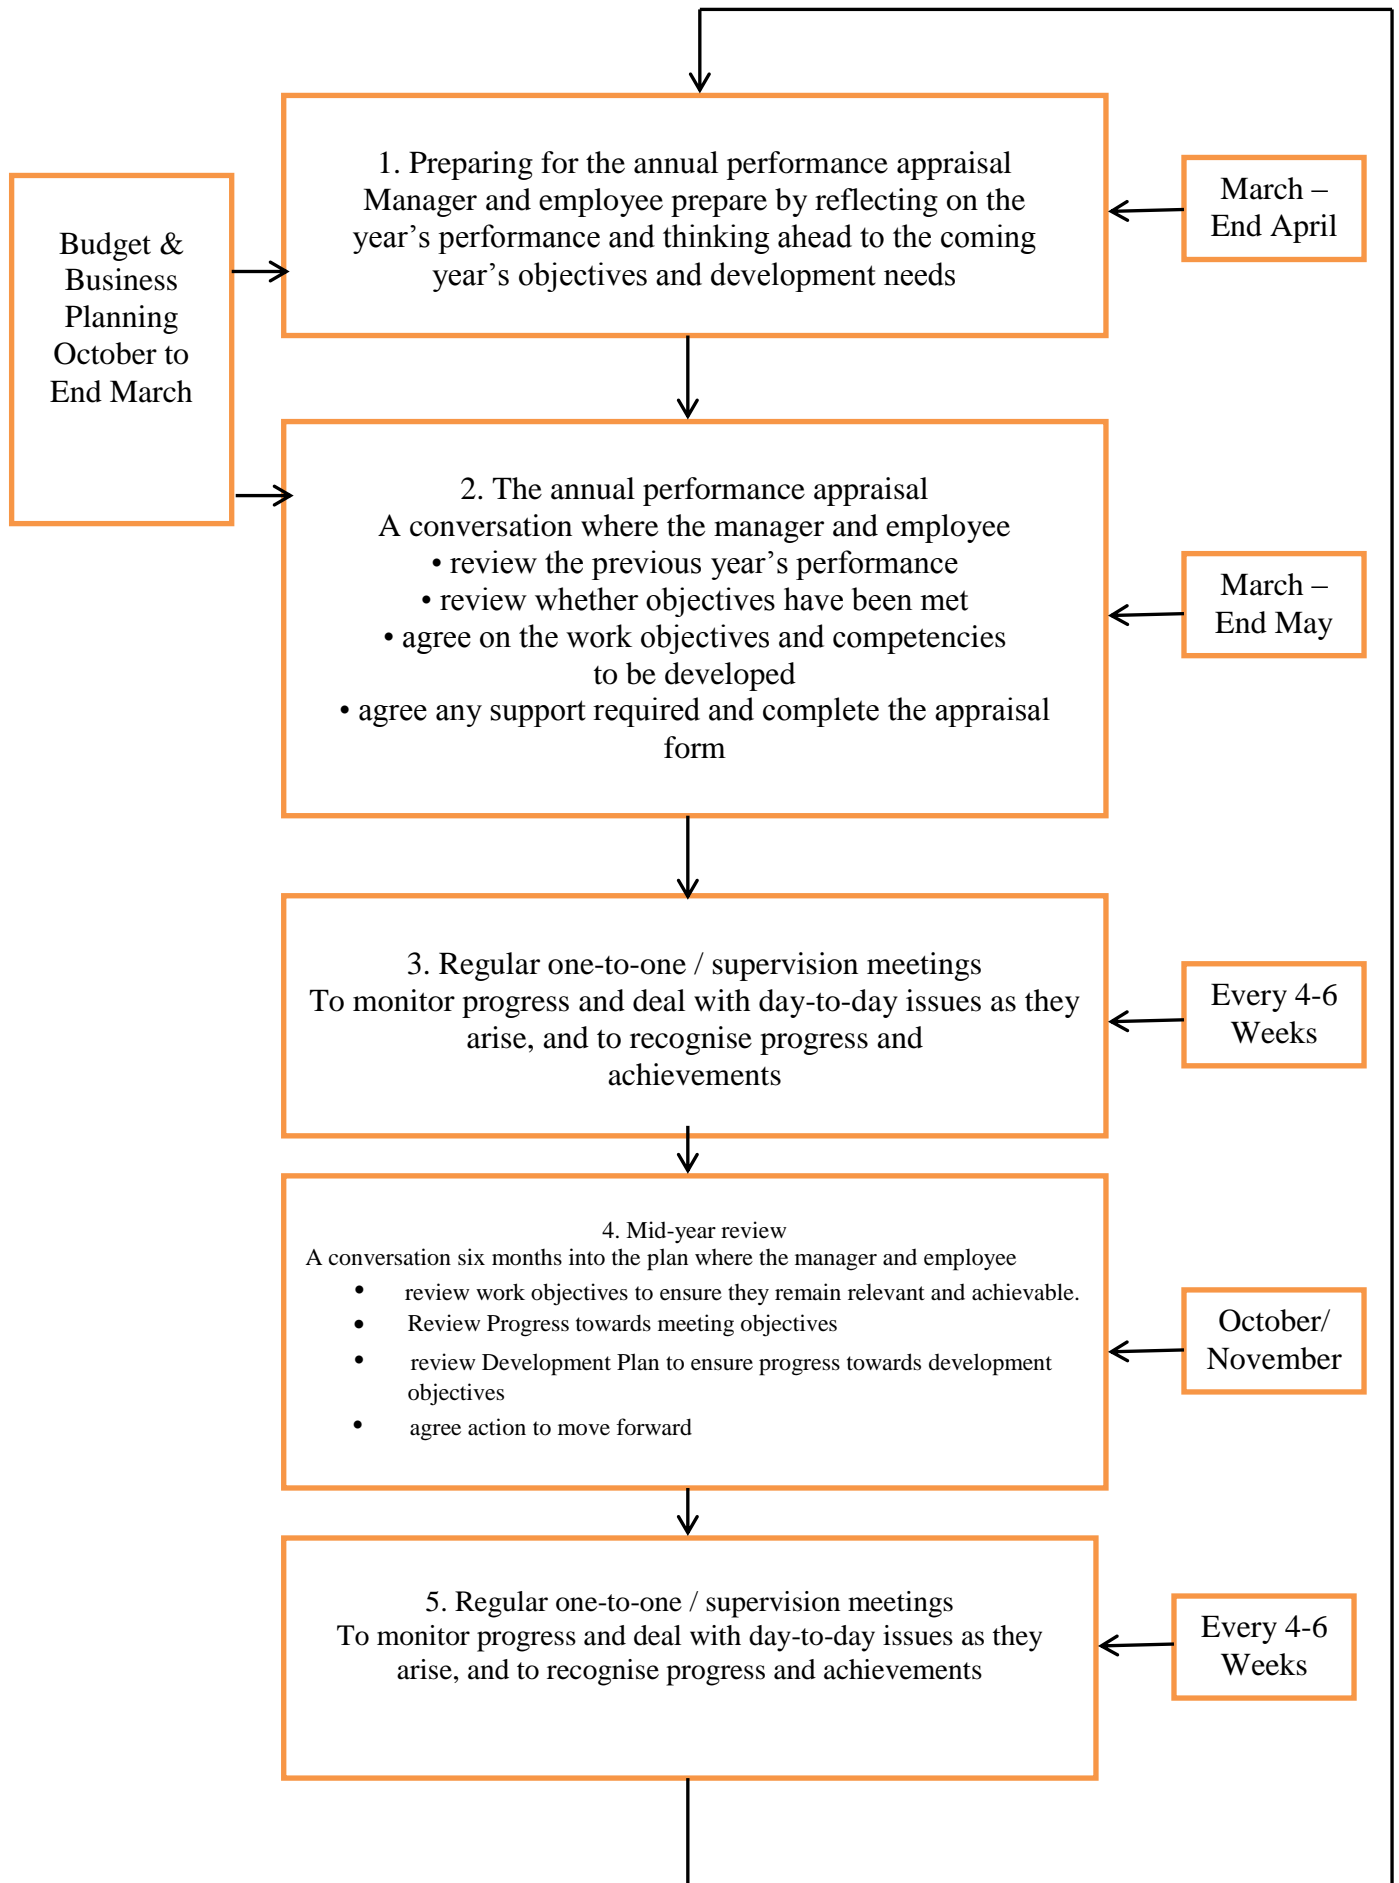 1. Preparing for the annual performance appraisal
Manager and employee prepare by reflecting on the
year’s performance and thinking ahead to the coming
year’s objectives and development needs
March –
End April
Budget &
Business
Planning
October to
End March
2. The annual performance appraisal
A conversation where the manager and employee
• review the previous year’s performance
• review whether objectives have been met
• agree on the work objectives and competencies
to be developed
• agree any support required and complete the appraisal
form
March –
End May
3. Regular one-to-one / supervision meetings
To monitor progress and deal with day-to-day issues as they
arise, and to recognise progress and
achievements
Every 4-6
Weeks
4. Mid-year review
A conversation six months into the plan where the manager and employee
• review work objectives to ensure they remain relevant and achievable.
• Review Progress towards meeting objectives
• review Development Plan to ensure progress towards development
objectives
• agree action to move forward
October/
November
5. Regular one-to-one / supervision meetings
To monitor progress and deal with day-to-day issues as they
arise, and to recognise progress and achievements
Every 4-6
Weeks